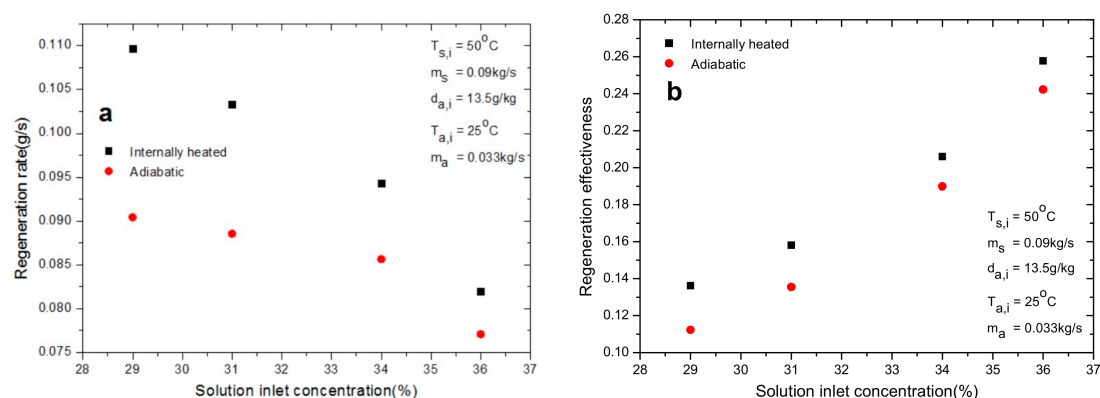 a
Regeneration rate(g/s)
0.110
0.105
0.100
0.095
0.090
0.085
0.080
0.075
28 29 30 31 32 33 34 35 36 37
Solution inlet concentration(%)
Internally heated
Adiabatic
T_s,i = 50°C
m_s = 0.09kg/s
d_a,i = 13.5g/kg
T_a,i = 25°C
m_a = 0.033kg/s
b
Regeneration effectiveness
0.28
0.26
0.24
0.22
0.20
0.18
0.16
0.14
0.12
0.10
28 29 30 31 32 33 34 35 36 37
Solution inlet concentration(%)
Internally heated
Adiabatic
T_s,i = 50°C
m_s = 0.09kg/s
d_a,i = 13.5g/kg
T_a,i = 25°C
m_a = 0.033kg/s